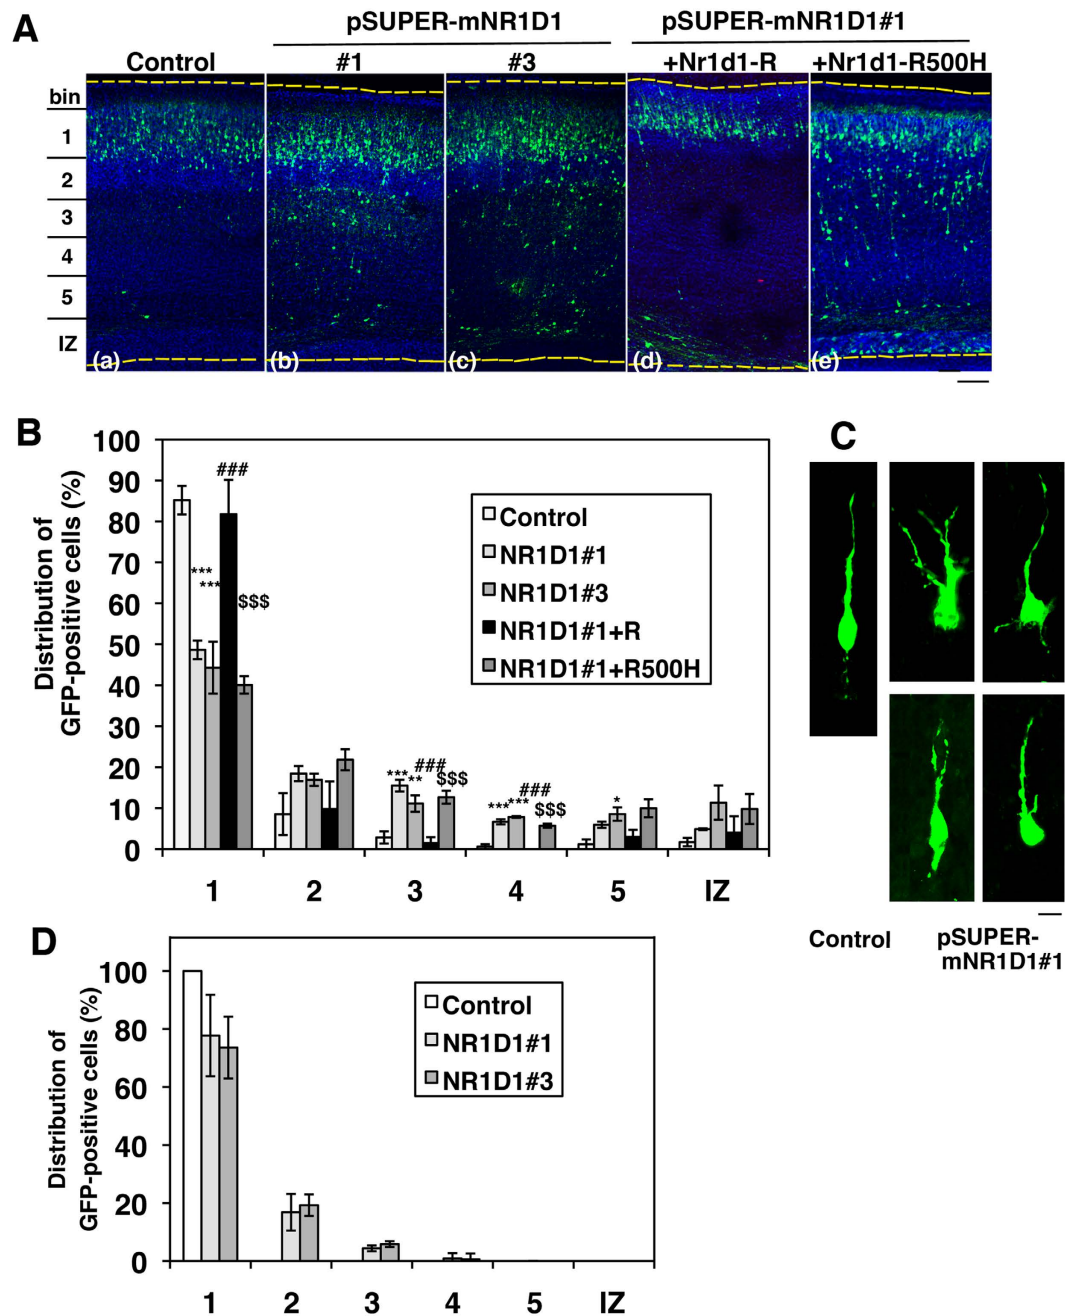 A
pSUPER-mNR1D1
pSUPER-mNR1D1#1
Control
#1
#3
+Nr1d1-R
+Nr1d1-R500H
bin
1
2
3
4
5
IZ
(a)
(b)
(c)
(d)
(e)
B
Distribution of
GFP-positive cells (%)
100
90
80
70
60
50
40
30
20
10
0
***
***
###
$$$
***
**
###
$$$
***
***
###
$$$
*
Control
NR1D1#1
NR1D1#3
NR1D1#1+R
NR1D1#1+R500H
1 2 3 4 5 IZ
C
Control
pSUPER-
mNR1D1#1
D
Distribution of
GFP-positive cells (%)
100
80
60
40
20
0
Control
NR1D1#1
NR1D1#3
1 2 3 4 5 IZ